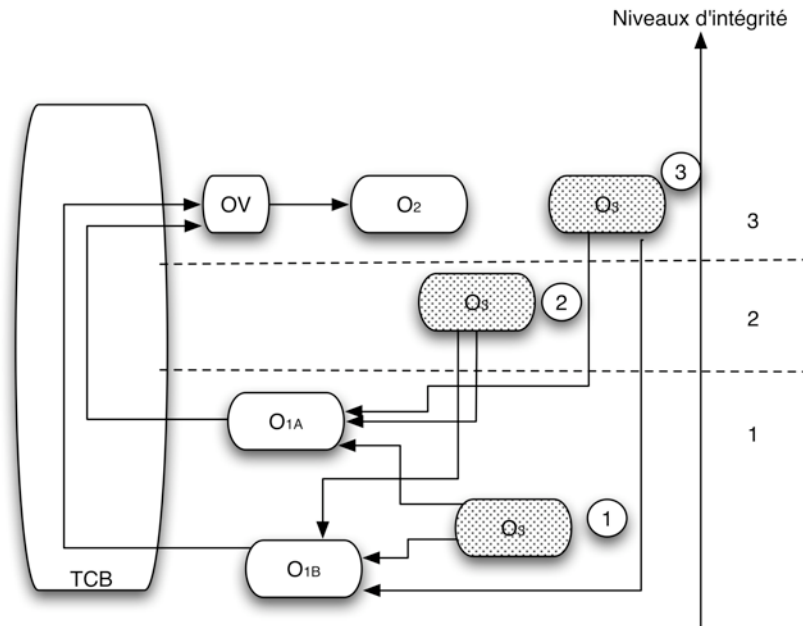 Niveaux d'intégrité
3
OV
O2
O3
3
O3
2
2
O1A
1
O3
1
O1B
TCB